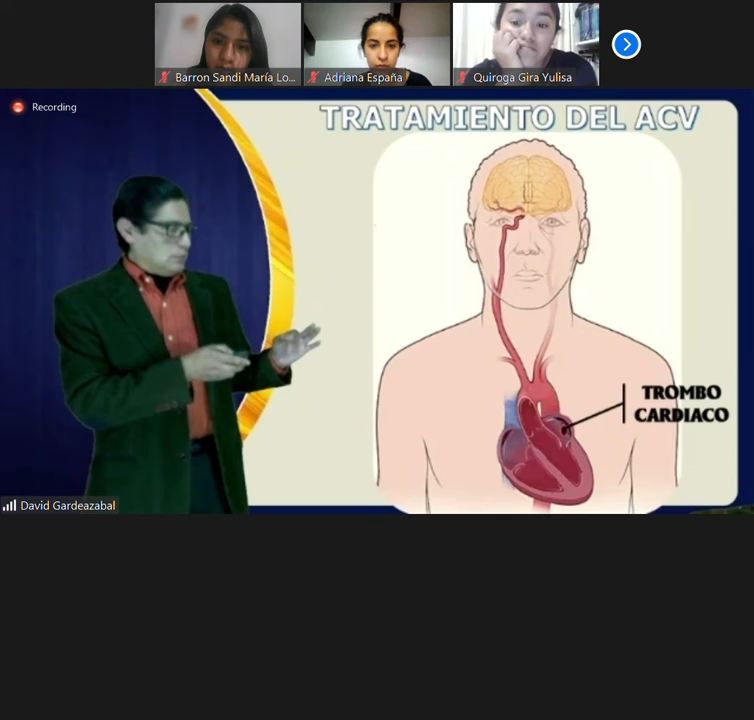 Barron Sandi María Lo...
Adriana España
Quiroga Gira Yulisa
Recording
TRATAMIENTO DEL ACV
TROMBO
CARDIACO
David Gardeazabal